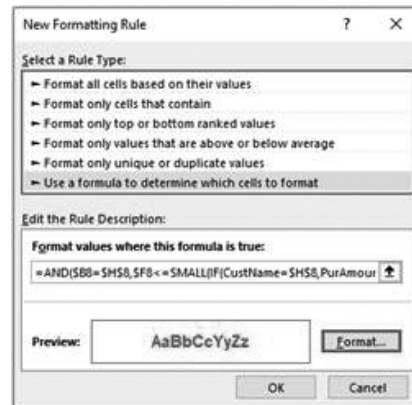 New Formatting Rule ? ×
Select a Rule Type:
► Format all cells based on their values
► Format only cells that contain
► Format only top or bottom ranked values
► Format only values that are above or below average
► Format only unique or duplicate values
► Use a formula to determine which cells to format
Edit the Rule Description:
Format values where this formula is true:
=AND($B8=$H$8,$F8<=SMALL(IF(CustName=$H$8,PurAmour
Preview: AaBbCcYyZz Format...
OK Cancel